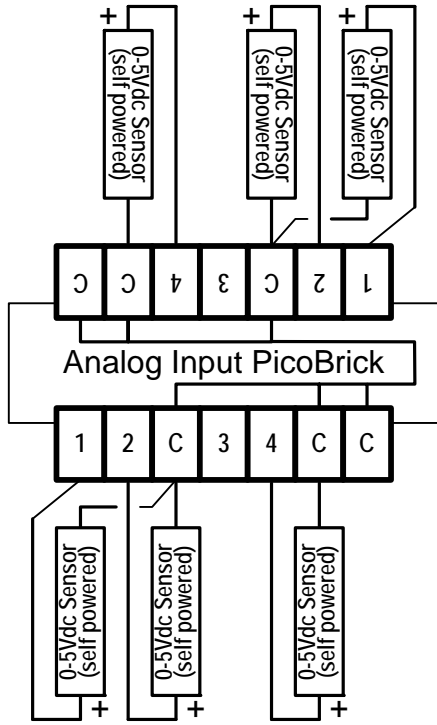 + + +
0-5Vdc Sensor
(self powered)
0-5Vdc Sensor
(self powered)
0-5Vdc Sensor
(self powered)
C C 4 3 C 2 1
Analog Input PicoBrick
1 2 C 3 4 C C
0-5Vdc Sensor
(self powered)
0-5Vdc Sensor
(self powered)
0-5Vdc Sensor
(self powered)
+ + +